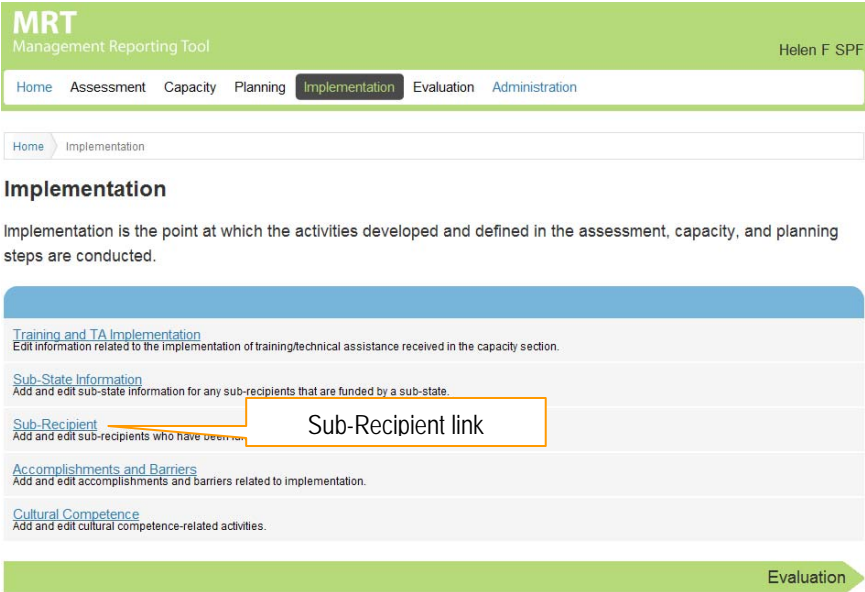 MRT
Management Reporting Tool
Helen F SPF
Home Assessment Capacity Planning Implementation Evaluation Administration
Home Implementation
Implementation
Implementation is the point at which the activities developed and defined in the assessment, capacity, and planning
steps are conducted.
Training and TA Implementation
Edit information related to the implementation of training/technical assistance received in the capacity section.
Sub-State Information
Add and edit sub-state information for any sub-recipients that are funded by a sub-state.
Sub-Recipient
Sub-Recipient link
Add and edit sub-recipients who have been
Accomplishments and Barriers
Add and edit accomplishments and barriers related to implementation.
Cultural Competence
Add and edit cultural competence-related activities.
Evaluation